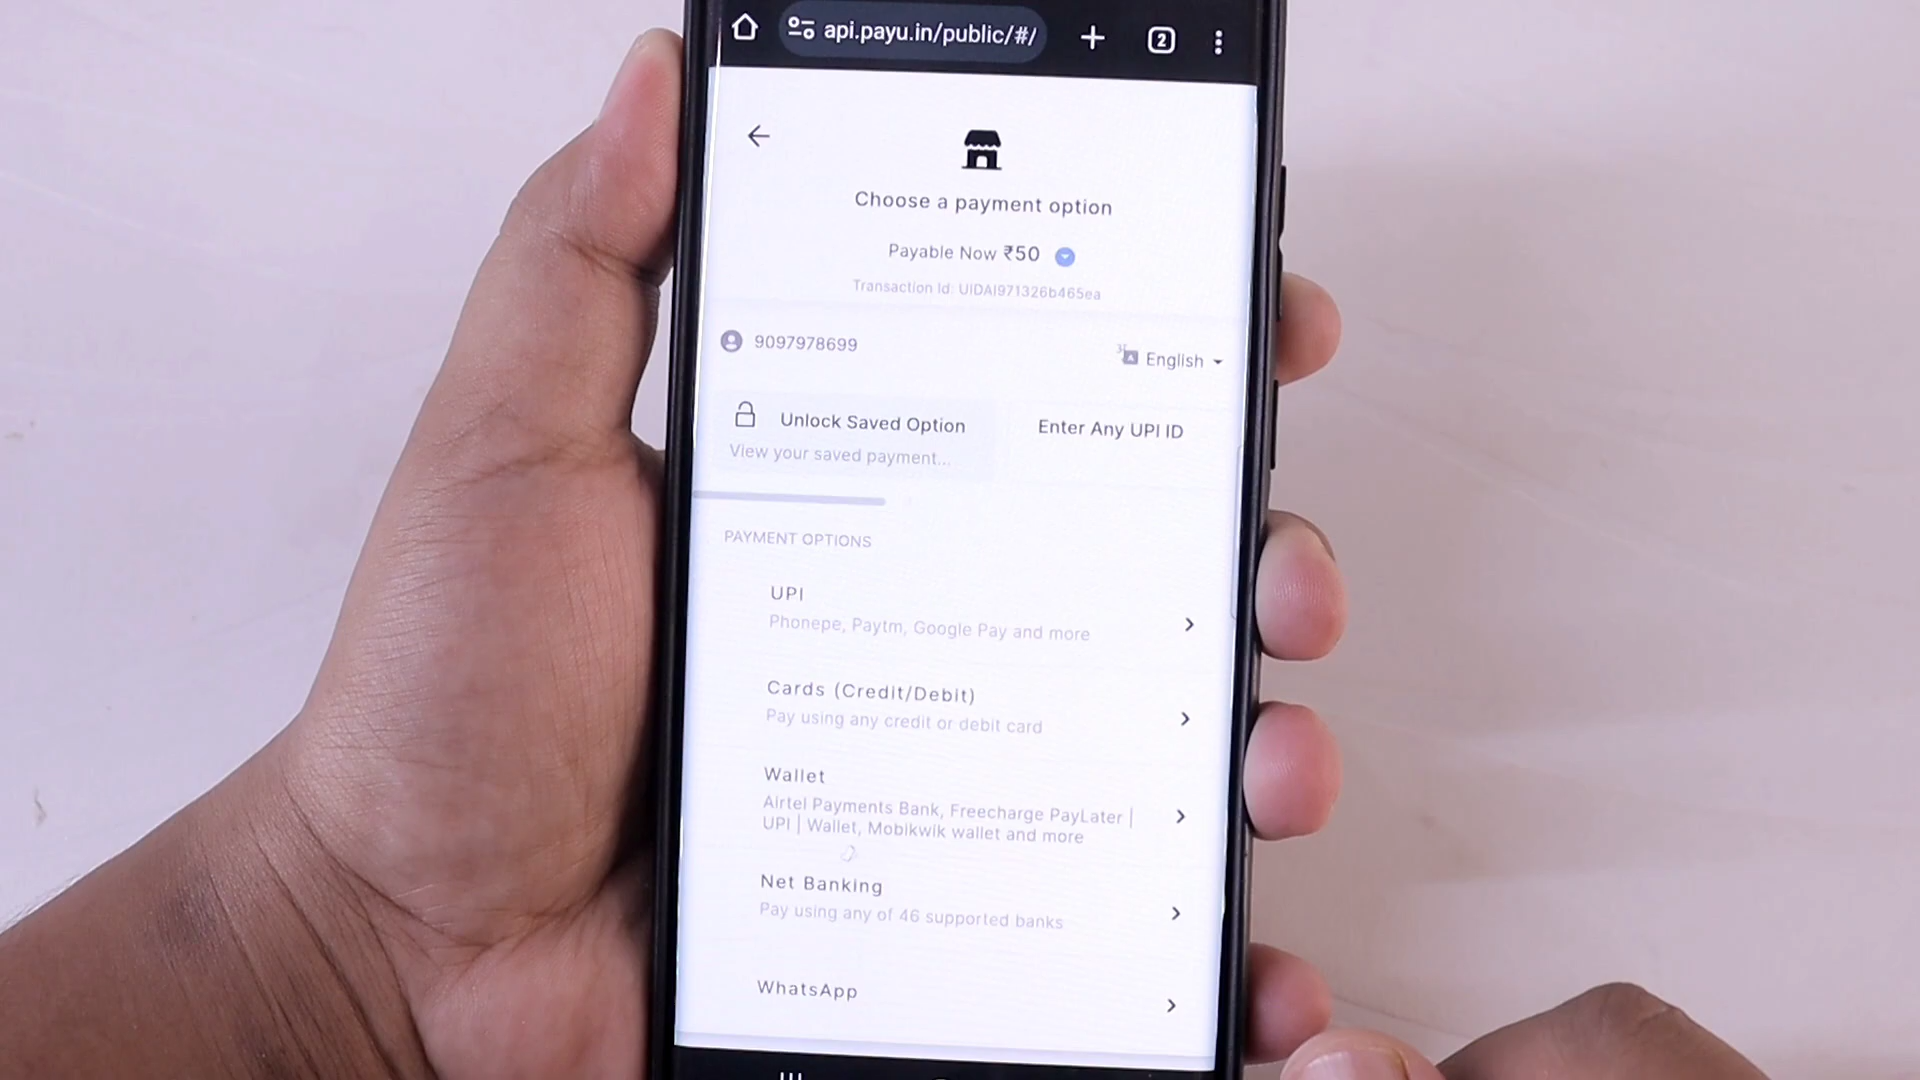 api.payu.in/public/#/
2
Choose a payment option
Payable Now ₹50
Transaction Id: UIDAI971326b465ea
9097978699
English
Unlock Saved Option
View your saved payment...
Enter Any UPI ID
PAYMENT OPTIONS
UPI
Phonepe, Paytm, Google Pay and more
Cards (Credit/Debit)
Pay using any credit or debit card
Wallet
Airtel Payments Bank, Freecharge PayLater |
UPI | Wallet, Mobikwik wallet and more
Net Banking
Pay using any of 46 supported banks
WhatsApp